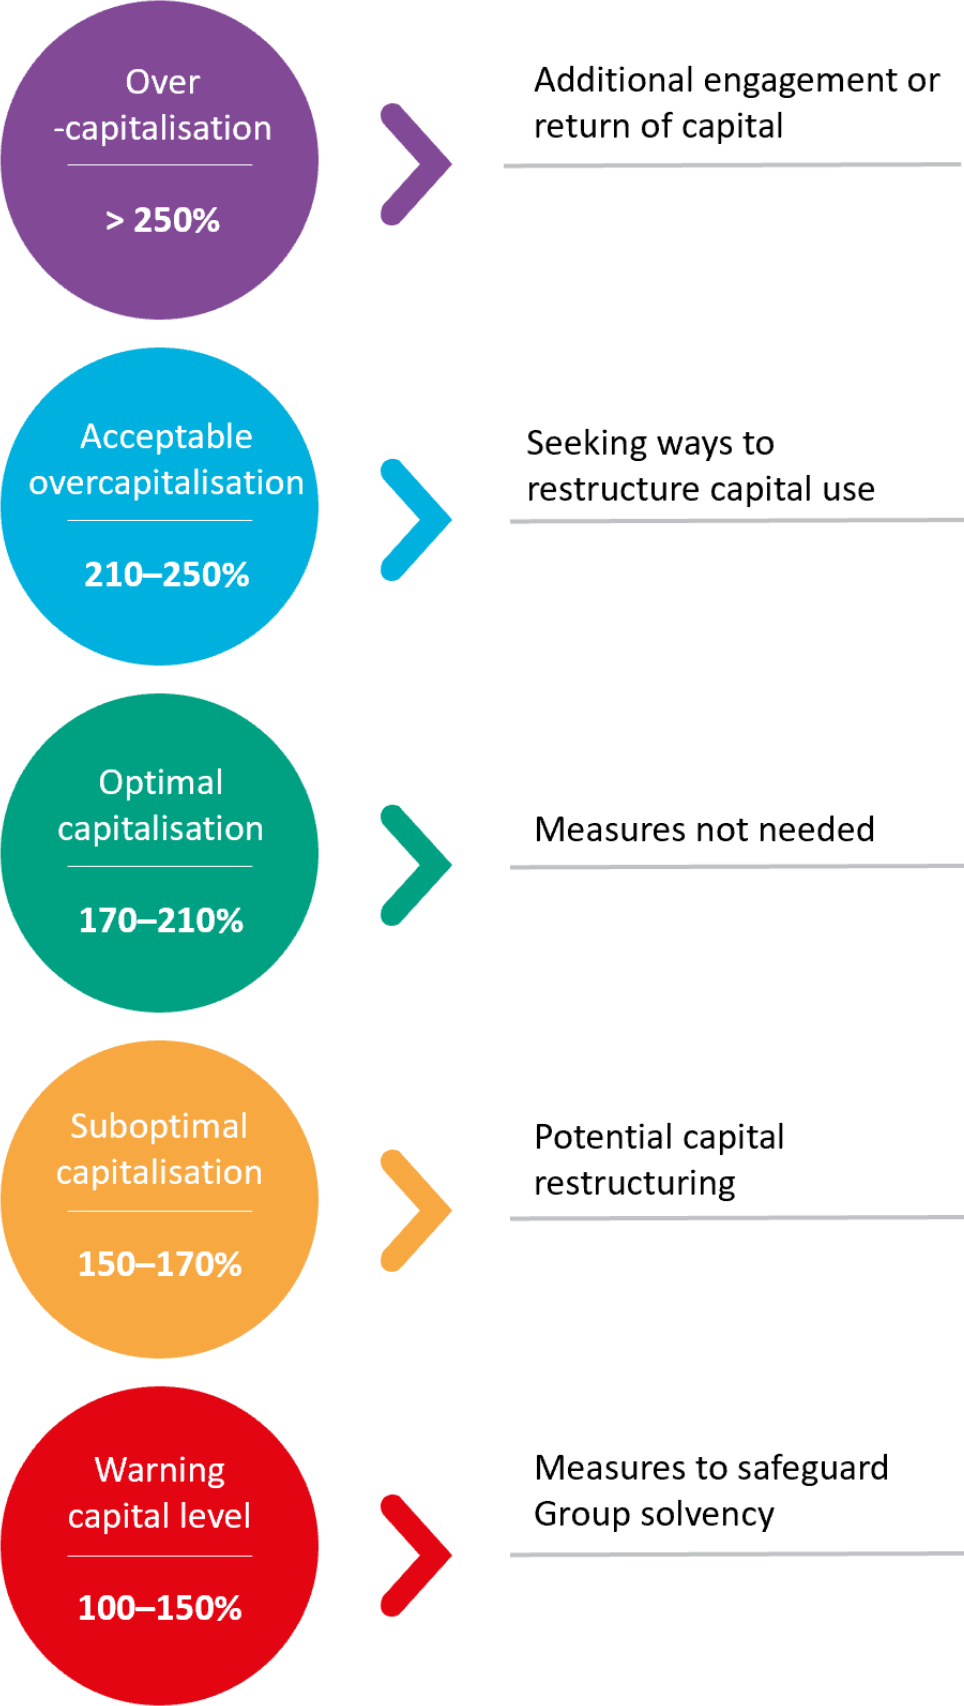 Over
-capitalisation
> 250%
Additional engagement or
return of capital
Acceptable
overcapitalisation
210–250%
Seeking ways to
restructure capital use
Optimal
capitalisation
170–210%
Measures not needed
Suboptimal
capitalisation
150–170%
Potential capital
restructuring
Warning
capital level
100–150%
Measures to safeguard
Group solvency